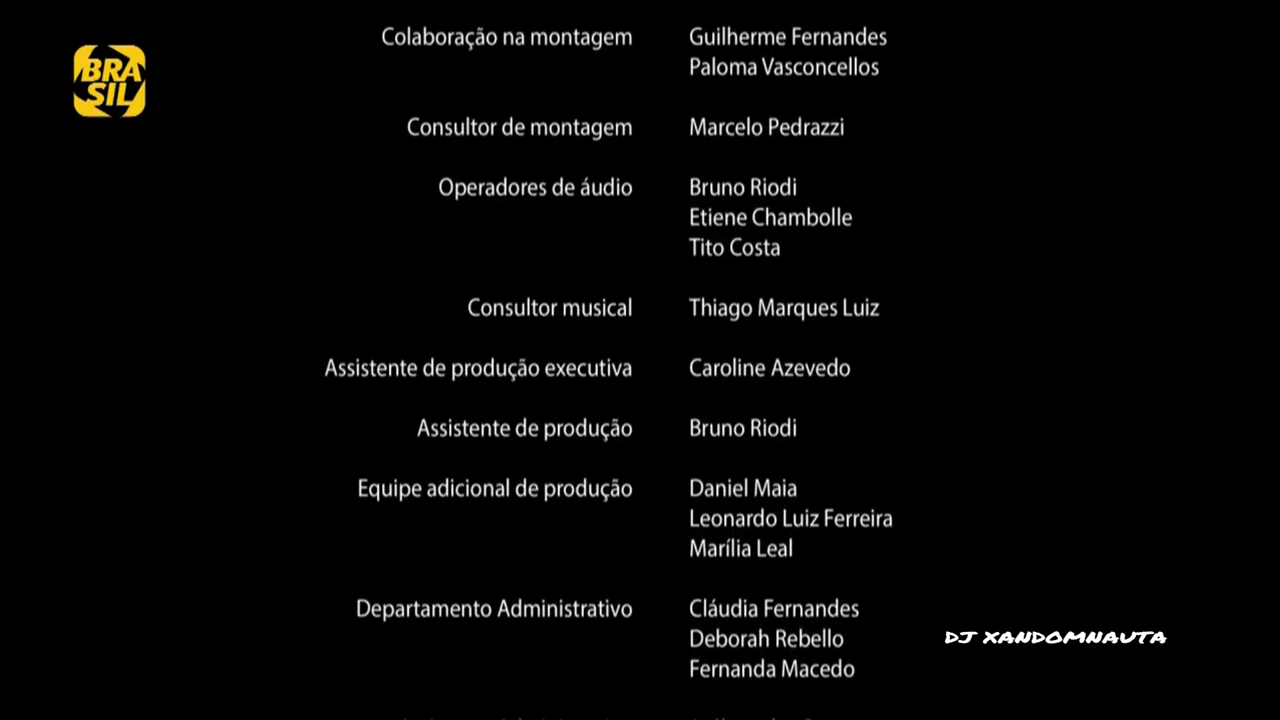 BRA
SIL
Colaboração na montagem Guilherme Fernandes
Paloma Vasconcellos
Consultor de montagem Marcelo Pedrazzi
Operadores de áudio Bruno Riodi
Etiene Chambolle
Tito Costa
Consultor musical Thiago Marques Luiz
Assistente de produção executiva Caroline Azevedo
Assistente de produção Bruno Riodi
Equipe adicional de produção Daniel Maia
Leonardo Luiz Ferreira
Marília Leal
Departamento Administrativo Cláudia Fernandes
Deborah Rebello
DJ XANDOMNAUTA
Fernanda Macedo